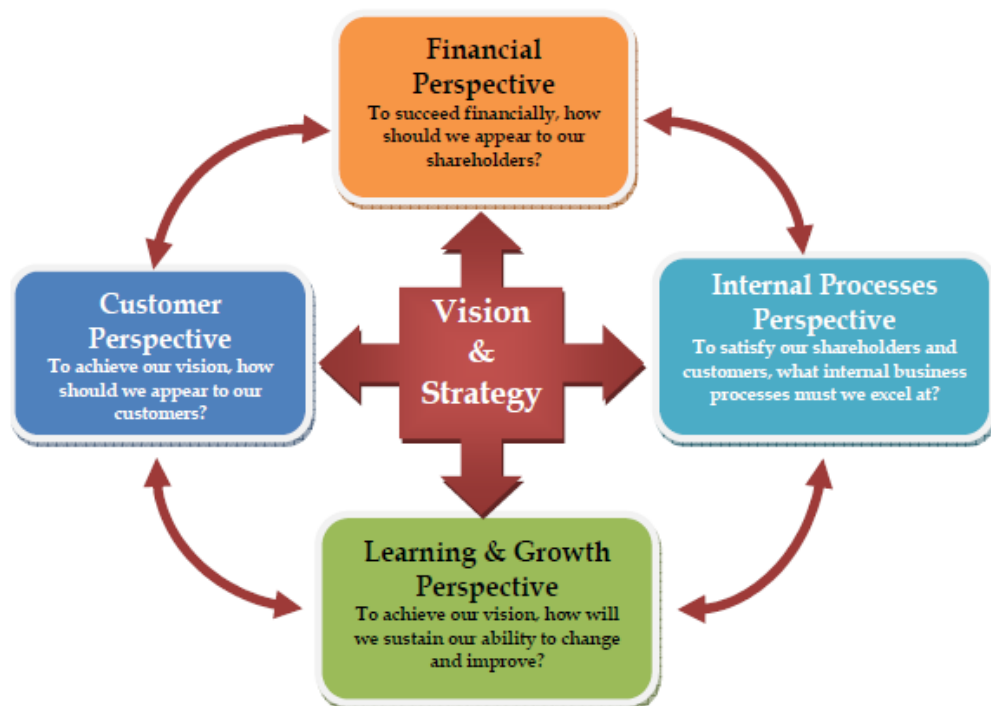 Financial
Perspective
To succeed financially, how
should we appear to our
shareholders?
Customer
Perspective
To achieve our vision, how
should we appear to our
customers?
Vision
&
Strategy
Internal Processes
Perspective
To satisfy our shareholders and
customers, what internal business
processes must we excel at?
Learning & Growth
Perspective
To achieve our vision, how will
we sustain our ability to change
and improve?